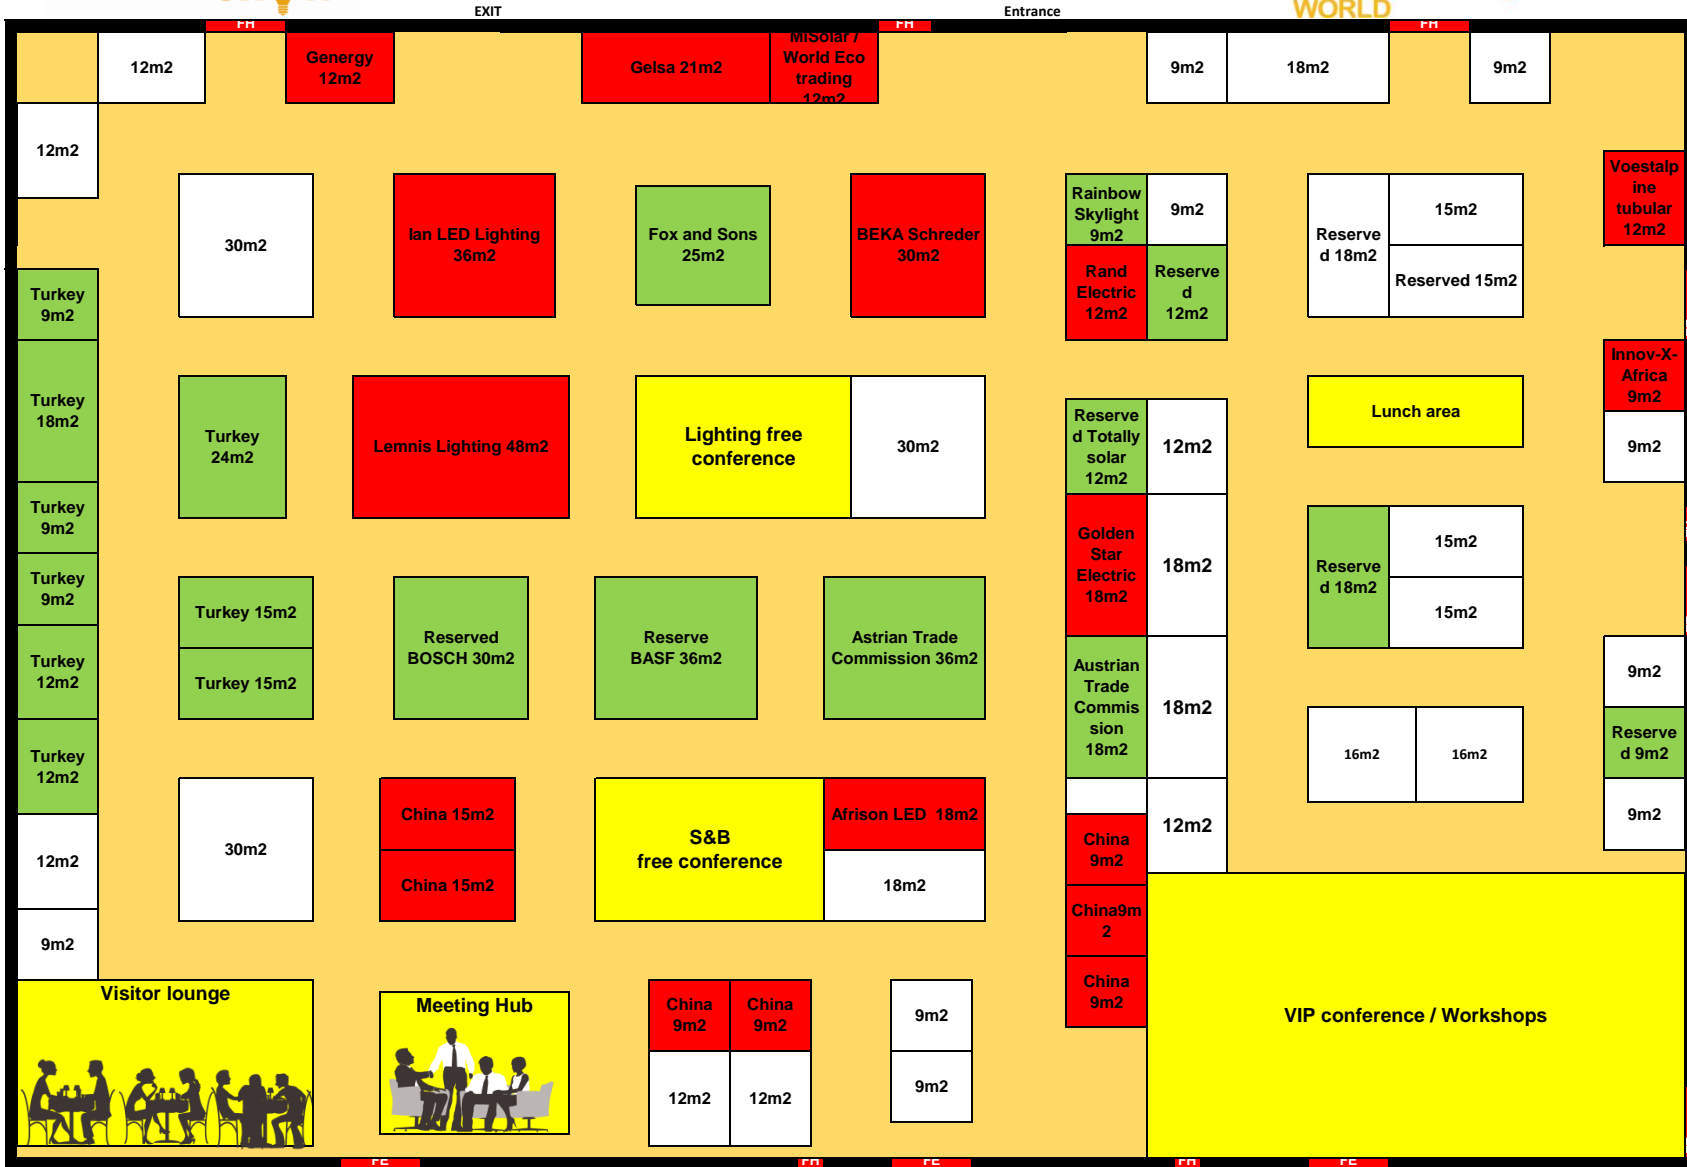 EXIT
Entrance
WORLD
FH
FH
FH
12m2
Genergy
12m2
Gelsa 21m2
MiSolar /
World Eco
trading
12m2
9m2
18m2
9m2
12m2
30m2
Ian LED Lighting
36m2
Fox and Sons
25m2
BEKA Schreder
30m2
Rainbow
Skylight
9m2
9m2
Rand
Electric
12m2
Reserve
d
12m2
Reserve
d 18m2
15m2
Reserved 15m2
Voestalp
ine
tubular
12m2
Turkey
9m2
Turkey
18m2
Turkey
24m2
Lemnis Lighting 48m2
Lighting free
conference
30m2
Reserve
d Totally
solar
12m2
12m2
Lunch area
Innov-X-
Africa
9m2
9m2
Turkey
9m2
Turkey
9m2
Golden
Star
Electric
18m2
18m2
Reserve
d 18m2
15m2
15m2
Turkey 15m2
Turkey 15m2
Reserved
BOSCH 30m2
Reserve
BASF 36m2
Astrian Trade
Commission 36m2
Turkey
12m2
Austrian
Trade
Commis
sion
18m2
18m2
9m2
Turkey
12m2
16m2
16m2
Reserve
d 9m2
9m2
30m2
China 15m2
China 15m2
S&B
free conference
Afrison LED  18m2
18m2
12m2
China
9m2
China9m
2
China
9m2
12m2
9m2
Visitor lounge
Meeting Hub
China
9m2
China
9m2
12m2
12m2
9m2
9m2
VIP conference / Workshops
FE
FH
FE
FH
FE